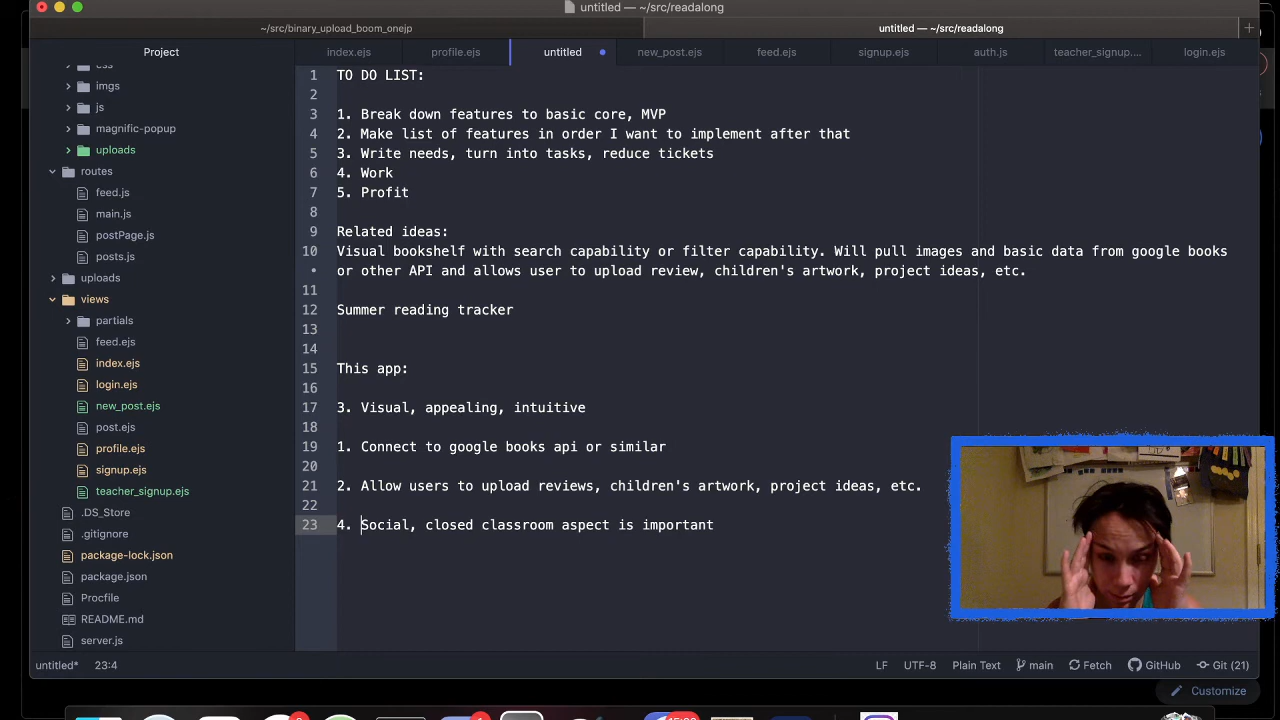 untitled — ~/src/readalong
~/src/binary_upload_boom_onejp
untitled — ~/src/readalong
Project
index.ejs
profile.ejs
untitled
new_post.ejs
feed.ejs
signup.ejs
auth.js
teacher_signup....
login.ejs
css
imgs
js
magnific-popup
uploads
routes
feed.js
main.js
postPage.js
posts.js
uploads
views
partials
feed.ejs
index.ejs
login.ejs
new_post.ejs
post.ejs
profile.ejs
signup.ejs
teacher_signup.ejs
.DS_Store
.gitignore
package-lock.json
package.json
Procfile
README.md
server.js
1 TO DO LIST:
2
3 1. Break down features to basic core, MVP
4 2. Make list of features in order I want to implement after that
5 3. Write needs, turn into tasks, reduce tickets
6 4. Work
7 5. Profit
8
9 Related ideas:
10 Visual bookshelf with search capability or filter capability. Will pull images and basic data from google books
• or other API and allows user to upload review, children's artwork, project ideas, etc.
11
12 Summer reading tracker
13
14
15 This app:
16
17 3. Visual, appealing, intuitive
18
19 1. Connect to google books api or similar
20
21 2. Allow users to upload reviews, children's artwork, project ideas, etc.
22
23 4. Social, closed classroom aspect is important
untitled* 23:4
LF UTF-8 Plain Text main Fetch GitHub Git (21)
Customize